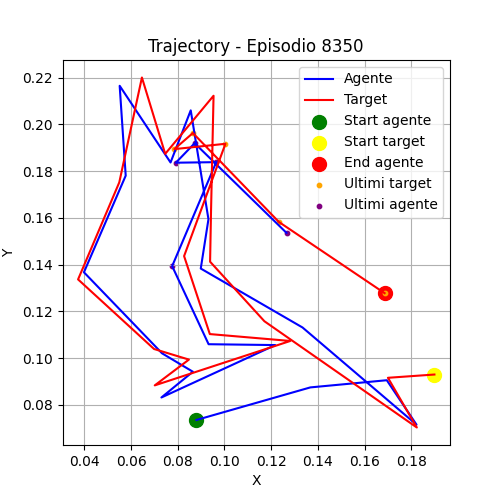 Trajectory - Episodio 8350
Agente
Target
Start agente
Start target
End agente
Ultimi target
Ultimi agente
0.22
0.20
0.18
0.16
0.14
0.12
0.10
0.08
Y
0.04 0.06 0.08 0.10 0.12 0.14 0.16 0.18
X